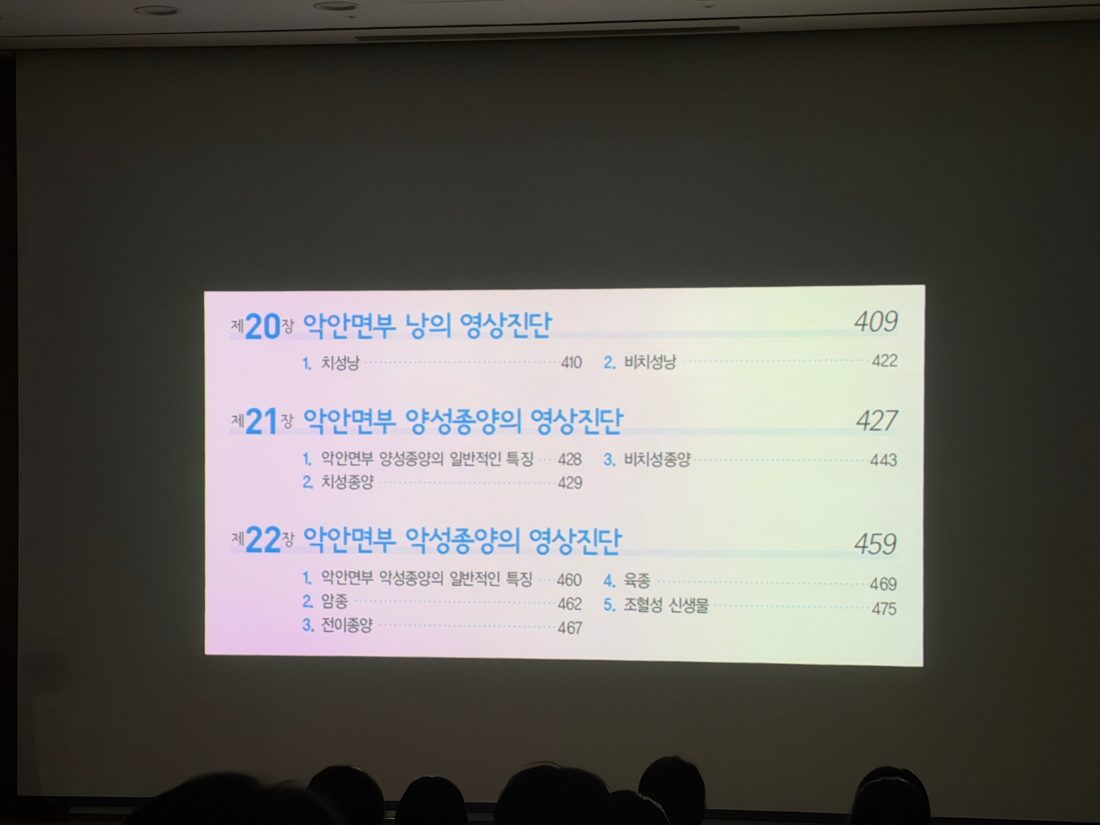 제20장 악안면부 낭의 영상진단 409
1. 치성낭 410 2. 비치성낭 422
제21장 악안면부 양성종양의 영상진단 427
1. 악안면부 양성종양의 일반적인 특징 428 3. 비치성종양 443
2. 치성종양 429
제22장 악안면부 악성종양의 영상진단 459
1. 악안면부 악성종양의 일반적인 특징 460 4. 육종 469
2. 암종 462 5. 조혈성 신생물 475
3. 전이종양 467